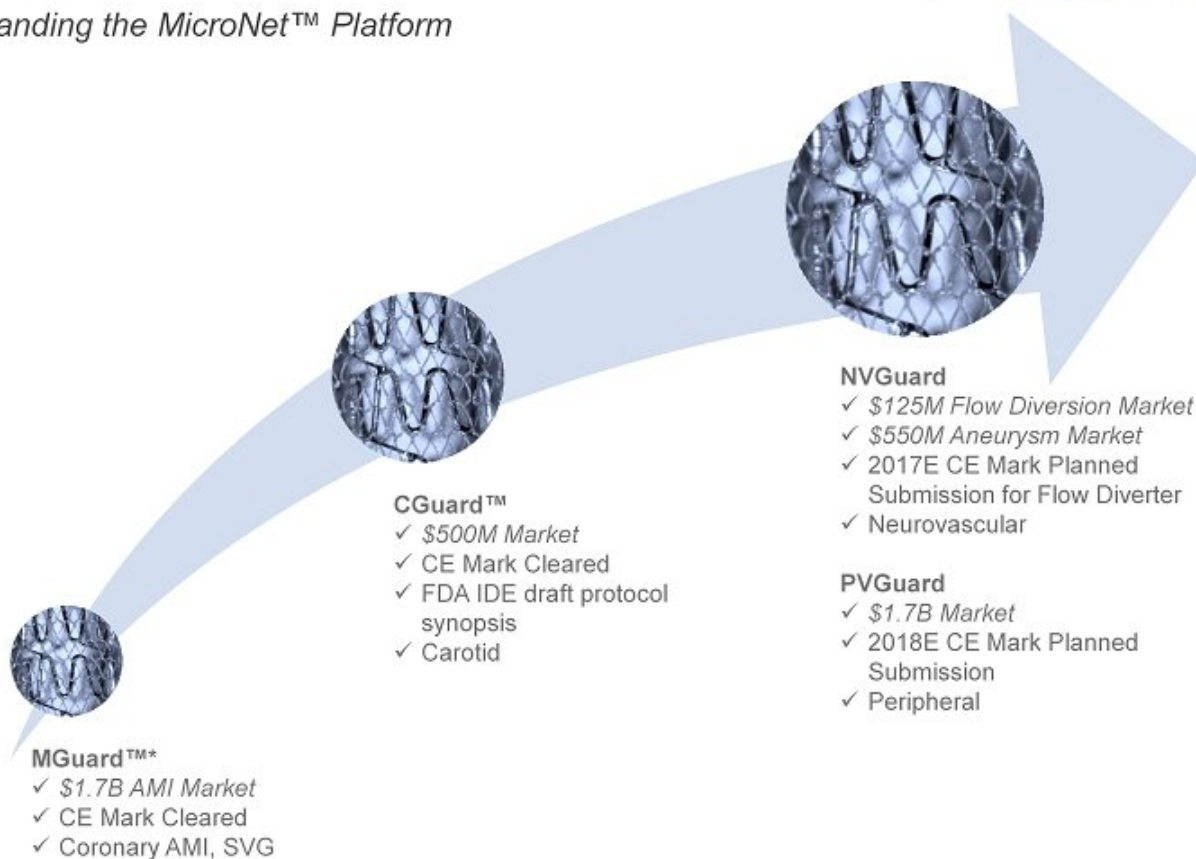 anding the MicroNet™ Platform
NVGuard
✓ $125M Flow Diversion Market
✓ $550M Aneurysm Market
✓ 2017E CE Mark Planned
Submission for Flow Diverter
✓ Neurovascular
CGuard™
✓ $500M Market
✓ CE Mark Cleared
✓ FDA IDE draft protocol
synopsis
✓ Carotid
PVGuard
✓ $1.7B Market
✓ 2018E CE Mark Planned
Submission
✓ Peripheral
MGuard™*
✓ $1.7B AMI Market
✓ CE Mark Cleared
✓ Coronary AMI, SVG